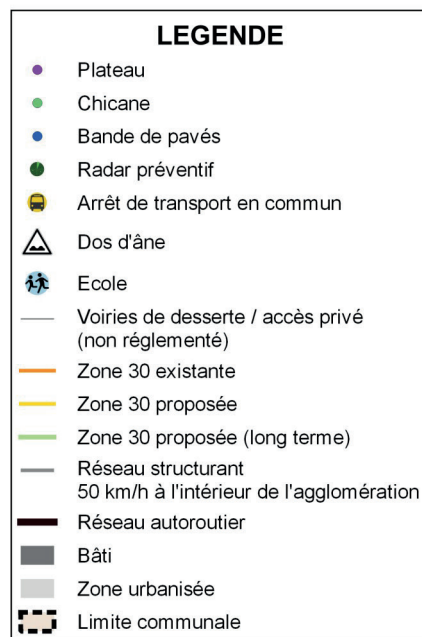 LEGENDE
Plateau
Chicane
Bande de pavés
Radar préventif
Arrêt de transport en commun
Dos d'âne
Ecole
Voiries de desserte / accès privé
(non réglementé)
Zone 30 existante
Zone 30 proposée
Zone 30 proposée (long terme)
Réseau structurant
50 km/h à l'intérieur de l'agglomération
Réseau autoroutier
Bâti
Zone urbanisée
Limite communale